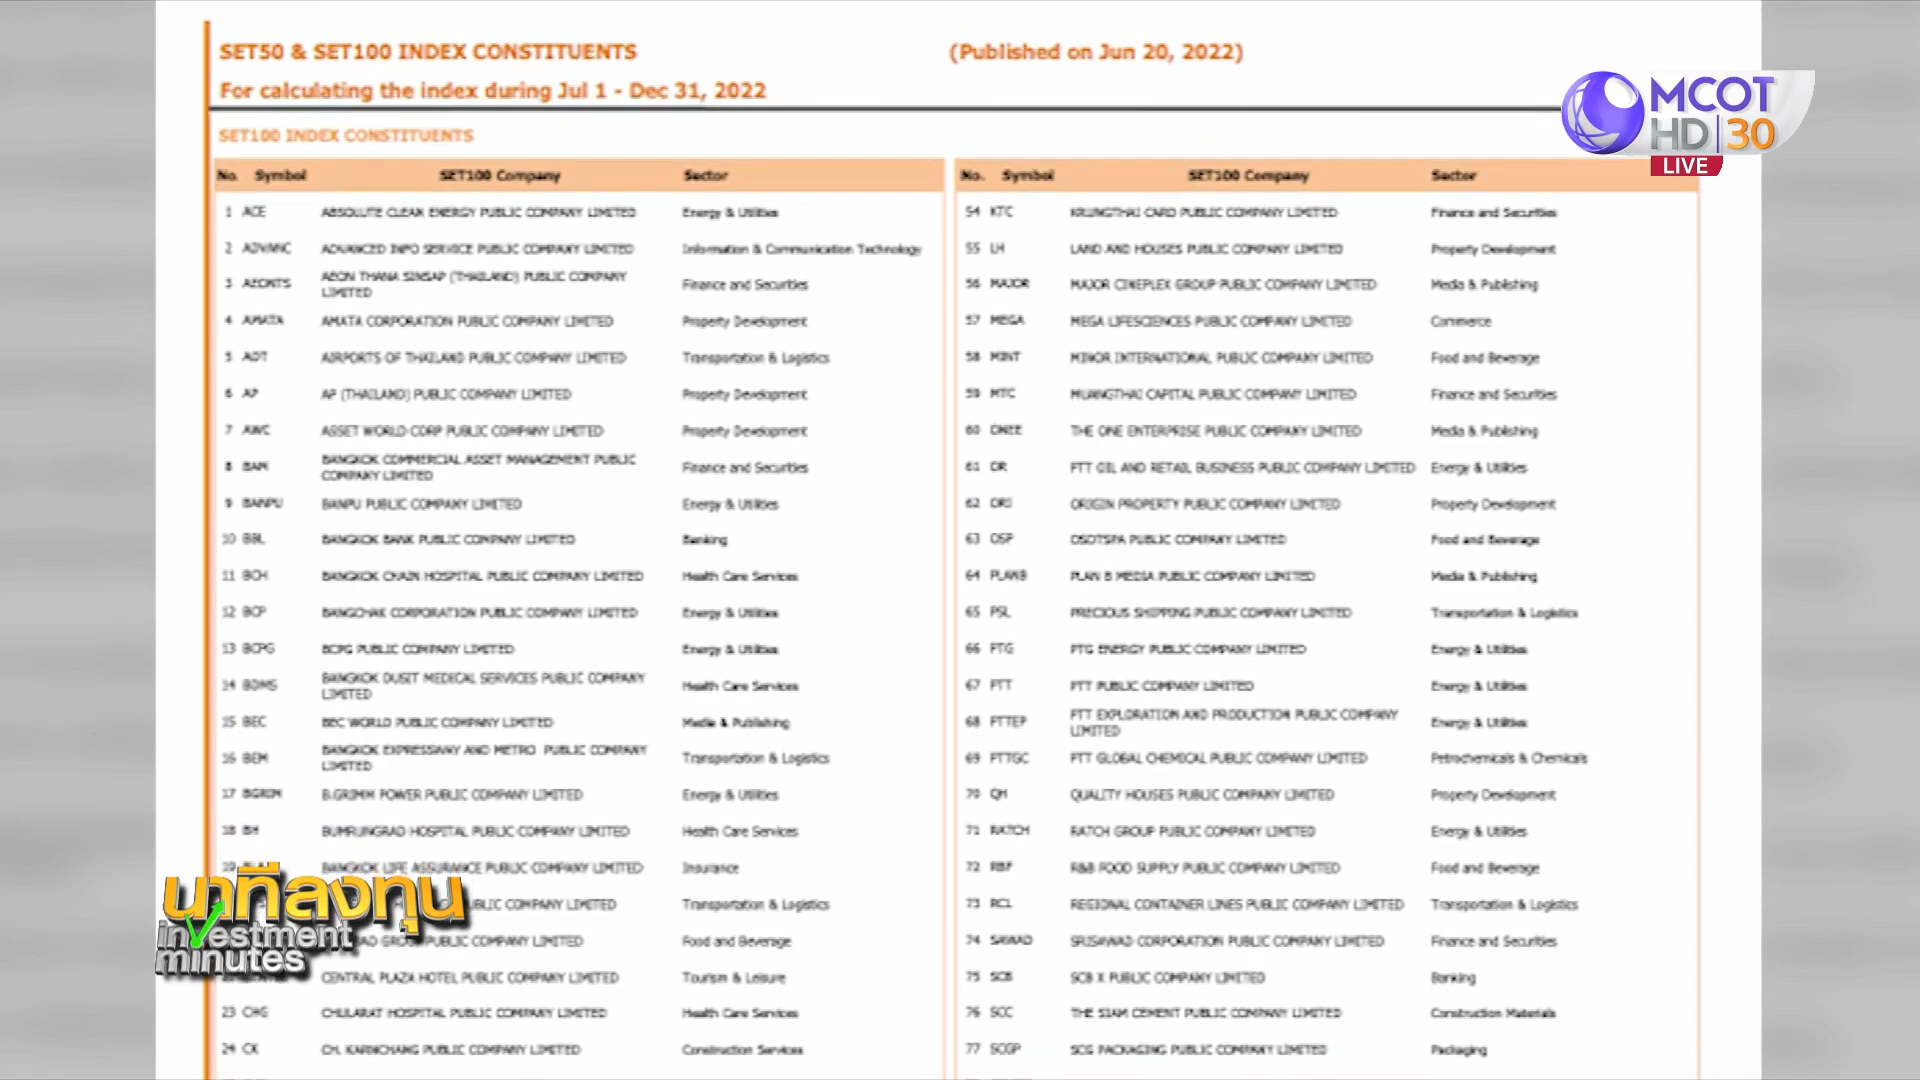 SET50 & SET100 INDEX CONSTITUENTS (Published on Jun 20, 2022)
For calculating the index during Jul 1 - Dec 31, 2022
MCOT
HD 30
LIVE
SET100 INDEX CONSTITUENTS
No. Symbol SET100 Company Sector
1 ACE ABSOLUTE CLEAN ENERGY PUBLIC COMPANY LIMITED Energy & Utilities
2 ADVANC ADVANCED INFO SERVICE PUBLIC COMPANY LIMITED Information & Communication Technology
3 AEONTS AEON THANA SINSAP (THAILAND) PUBLIC COMPANY LIMITED Finance and Securities
4 AMATA AMATA CORPORATION PUBLIC COMPANY LIMITED Property Development
5 AOT AIRPORTS OF THAILAND PUBLIC COMPANY LIMITED Transportation & Logistics
6 AP AP (THAILAND) PUBLIC COMPANY LIMITED Property Development
7 AWC ASSET WORLD CORP PUBLIC COMPANY LIMITED Property Development
8 BAM BANGKOK COMMERCIAL ASSET MANAGEMENT PUBLIC COMPANY LIMITED Finance and Securities
9 BANPU BANPU PUBLIC COMPANY LIMITED Energy & Utilities
10 BBL BANGKOK BANK PUBLIC COMPANY LIMITED Banking
11 BCH BANGKOK CHAIN HOSPITAL PUBLIC COMPANY LIMITED Health Care Services
12 BCP BANGCHAK CORPORATION PUBLIC COMPANY LIMITED Energy & Utilities
13 BCPG BCPG PUBLIC COMPANY LIMITED Energy & Utilities
14 BDMS BANGKOK DUSIT MEDICAL SERVICES PUBLIC COMPANY LIMITED Health Care Services
15 BEC BEC WORLD PUBLIC COMPANY LIMITED Media & Publishing
16 BEM BANGKOK EXPRESSWAY AND METRO PUBLIC COMPANY LIMITED Transportation & Logistics
17 BGRIM B.GRIMM POWER PUBLIC COMPANY LIMITED Energy & Utilities
18 BH BUMRUNGRAD HOSPITAL PUBLIC COMPANY LIMITED Health Care Services
19 BANGKOK LIFE ASSURANCE PUBLIC COMPANY LIMITED Insurance
COMPANY LIMITED Transportation & Logistics
PUBLIC COMPANY LIMITED Food and Beverage
CENTRAL PLAZA HOTEL PUBLIC COMPANY LIMITED Tourism & Leisure
23 CHG CHULARAT HOSPITAL PUBLIC COMPANY LIMITED Health Care Services
24 CK CH. KARNCHANG PUBLIC COMPANY LIMITED Construction Services
No. Symbol SET100 Company Sector
54 KTC KRUNGTHAI CARD PUBLIC COMPANY LIMITED Finance and Securities
55 LH LAND AND HOUSES PUBLIC COMPANY LIMITED Property Development
56 MAJOR MAJOR CINEPLEX GROUP PUBLIC COMPANY LIMITED Media & Publishing
57 MEGA MEGA LIFESCIENCES PUBLIC COMPANY LIMITED Commerce
58 MINT MINOR INTERNATIONAL PUBLIC COMPANY LIMITED Food and Beverage
59 MTC MUANGTHAI CAPITAL PUBLIC COMPANY LIMITED Finance and Securities
60 ONEE THE ONE ENTERPRISE PUBLIC COMPANY LIMITED Media & Publishing
61 OR PTT OIL AND RETAIL BUSINESS PUBLIC COMPANY LIMITED Energy & Utilities
62 ORI ORIGIN PROPERTY PUBLIC COMPANY LIMITED Property Development
63 OSP OSOTSPA PUBLIC COMPANY LIMITED Food and Beverage
64 PLANB PLAN B MEDIA PUBLIC COMPANY LIMITED Media & Publishing
65 PSL PRECIOUS SHIPPING PUBLIC COMPANY LIMITED Transportation & Logistics
66 PTG PTG ENERGY PUBLIC COMPANY LIMITED Energy & Utilities
67 PTT PTT PUBLIC COMPANY LIMITED Energy & Utilities
68 PTTEP PTT EXPLORATION AND PRODUCTION PUBLIC COMPANY LIMITED Energy & Utilities
69 PTTGC PTT GLOBAL CHEMICAL PUBLIC COMPANY LIMITED Petrochemicals & Chemicals
70 QH QUALITY HOUSES PUBLIC COMPANY LIMITED Property Development
71 RATCH RATCH GROUP PUBLIC COMPANY LIMITED Energy & Utilities
72 RBF R&B FOOD SUPPLY PUBLIC COMPANY LIMITED Food and Beverage
73 RCL REGIONAL CONTAINER LINES PUBLIC COMPANY LIMITED Transportation & Logistics
74 SAWAD SRISAWAD CORPORATION PUBLIC COMPANY LIMITED Finance and Securities
75 SCB SCB X PUBLIC COMPANY LIMITED Banking
76 SCC THE SIAM CEMENT PUBLIC COMPANY LIMITED Construction Materials
77 SCGP SCG PACKAGING PUBLIC COMPANY LIMITED Packaging
นาทีลงทุน
investment
minutes